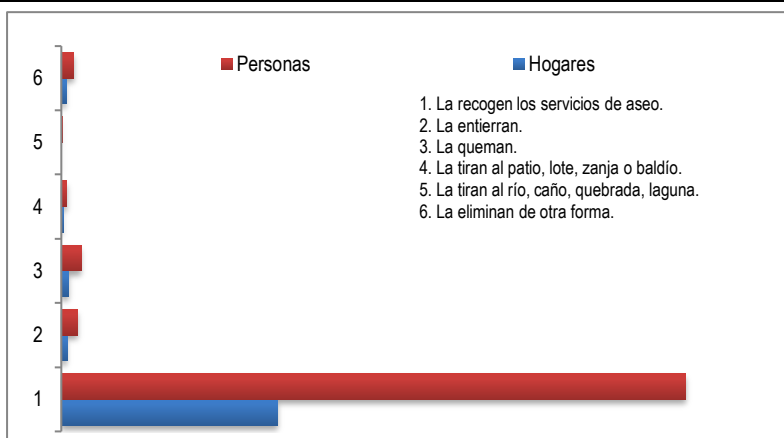 Personas
Hogares
1. La recogen los servicios de aseo.
2. La entierran.
3. La queman.
4. La tiran al patio, lote, zanja o baldío.
5. La tiran al río, caño, quebrada, laguna.
6. La eliminan de otra forma.
6
5
4
3
2
1